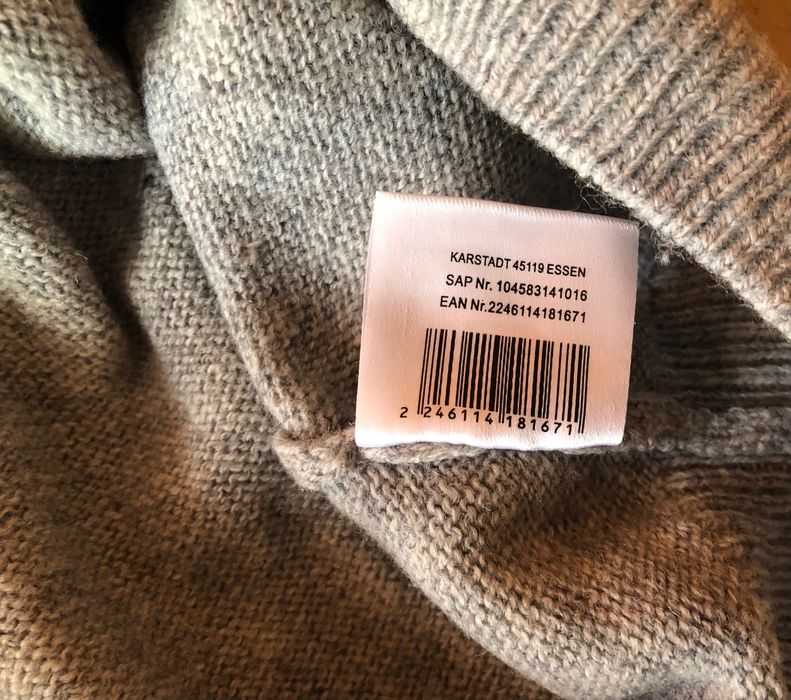 KARSTADT 45119 ESSEN
SAP Nr. 104583141016
EAN Nr.2246114181671
2 246114 181671